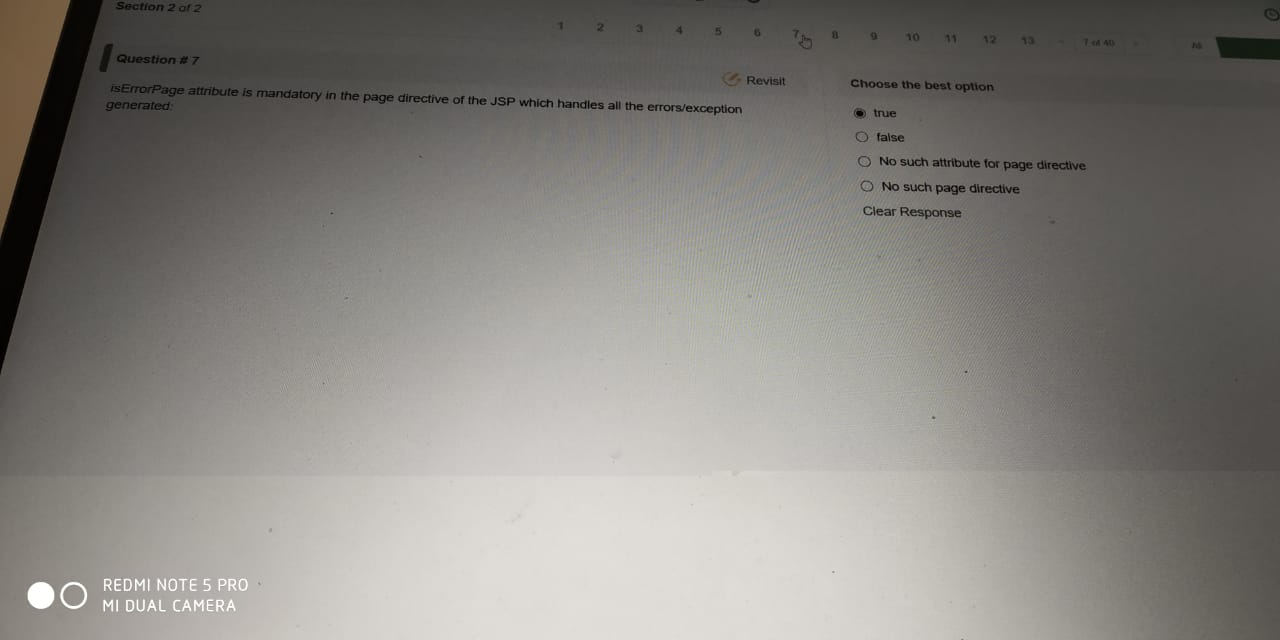 Section 2 of 2
1 2 3 4 5 6 7 8 9 10 11 12 13 7 of 40 All
Question # 7
Revisit
isErrorPage attribute is mandatory in the page directive of the JSP which handles all the errors/exception
generated:
Choose the best option
true
false
No such attribute for page directive
No such page directive
Clear Response
REDMI NOTE 5 PRO
MI DUAL CAMERA